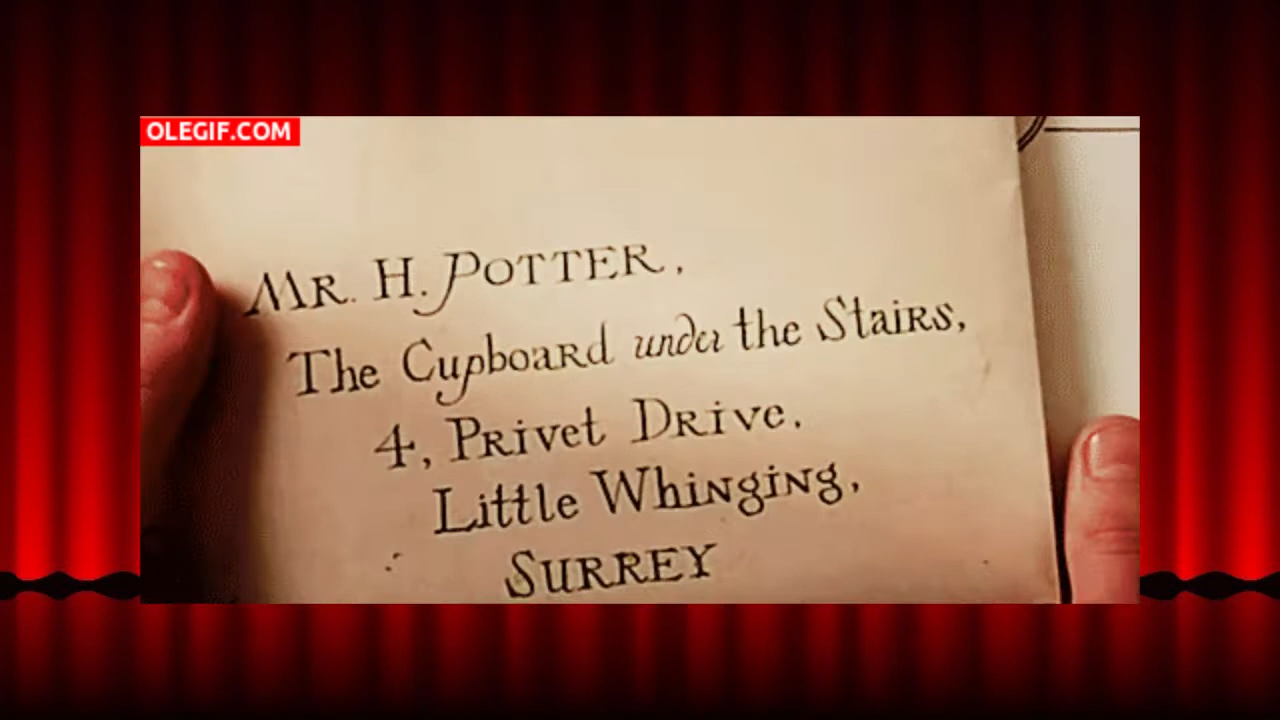 OLEGIF.COM
Mr. H. Potter,
The Cupboard under the Stairs,
4, Privet Drive,
Little Whinging,
SURREY